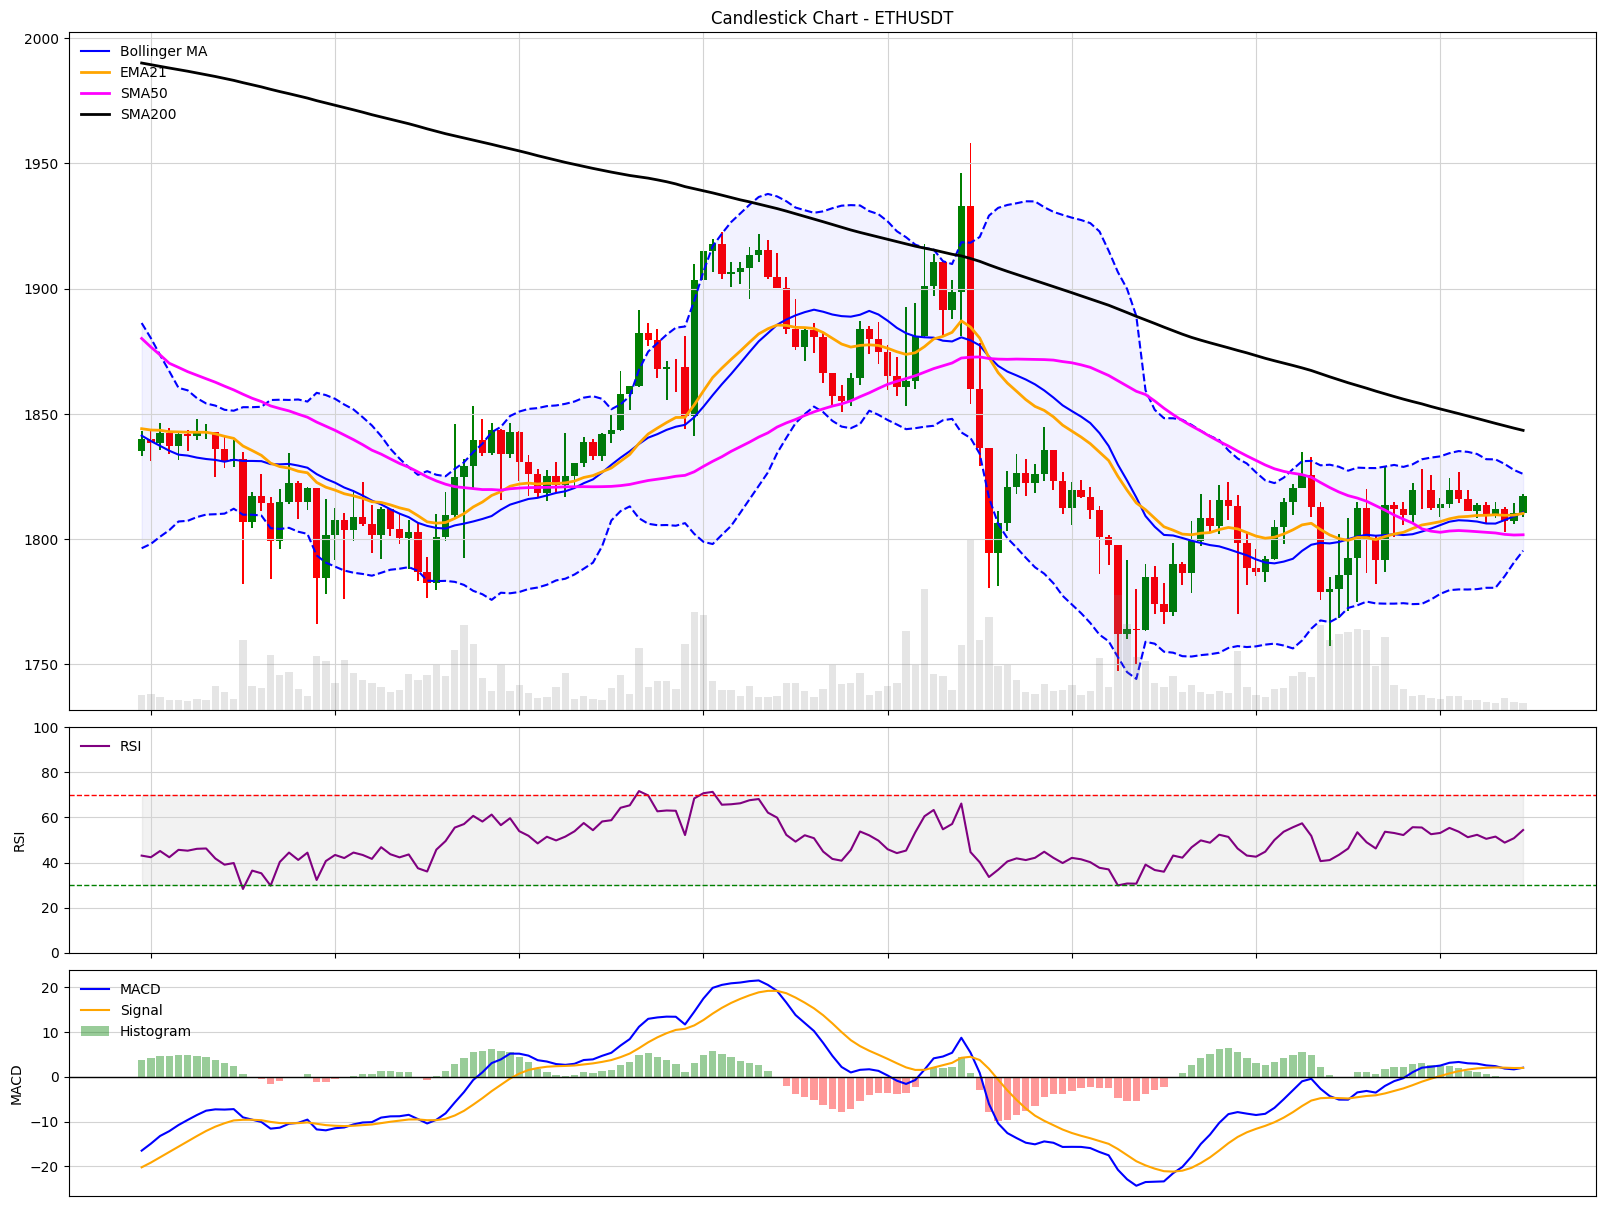 Candlestick Chart - ETHUSDT
2000
1950
1900
1850
1800
1750
Bollinger MA
EMA21
SMA50
SMA200
100
80
60
40
20
0
RSI
RSI
20
10
0
−10
−20
MACD
MACD
Signal
Histogram